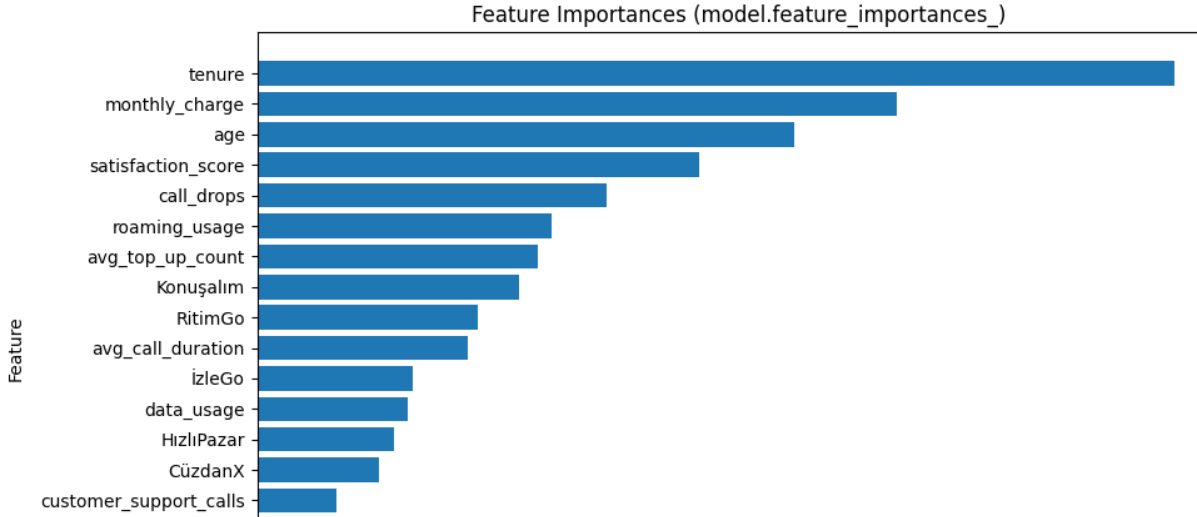 Feature Importances (model.feature_importances_)
tenure
monthly_charge
age
satisfaction_score
call_drops
roaming_usage
avg_top_up_count
Konuşalım
RitimGo
avg_call_duration
İzleGo
data_usage
HızlıPazar
CüzdanX
customer_support_calls
Feature